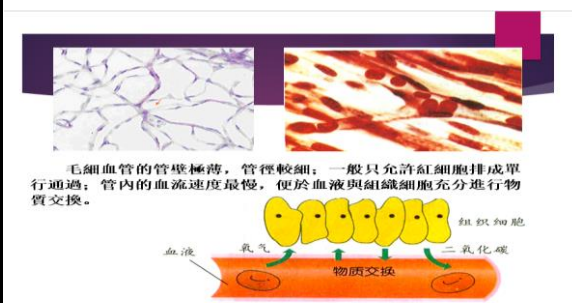 毛細血管的管壁極薄，管徑較細；一般只允許紅細胞排成單
行通過；管內的血流速度最慢，便於血液與組織細胞充分進行物
質交換。
组织细胞
血液
氧气
二氧化碳
物质交换